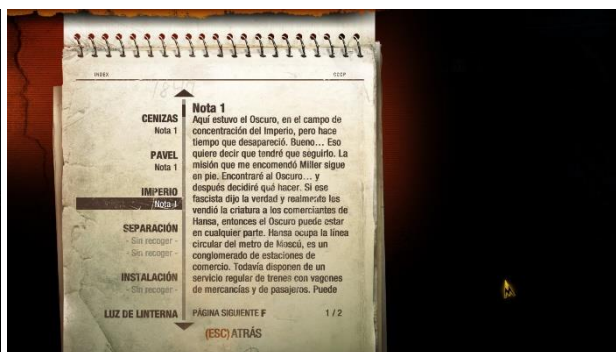 INDEX
CCCP
CENIZAS
Nota 1
PAVEL
Nota 1
IMPERIO
Nota 1
SEPARACIÓN
- Sin recoger -
- Sin recoger -
INSTALACIÓN
- Sin recoger -
LUZ DE LINTERNA
Nota 1
Aquí estuvo el Oscuro, en el campo de
concentración del Imperio, pero hace
tiempo que desapareció. Bueno... Eso
quiere decir que tendré que seguirlo. La
misión que me encomendó Miller sigue
en pie. Encontraré al Oscuro... y
después decidiré qué hacer. Si ese
fascista dijo la verdad y realmente les
vendió la criatura a los comerciantes de
Hansa, entonces el Oscuro puede estar
en cualquier parte. Hansa ocupa la línea
circular del metro de Moscú, es un
conglomerado de estaciones de
comercio. Todavía disponen de un
servicio regular de trenes con vagones
de mercancías y de pasajeros. Puede
PÁGINA SIGUIENTE F
1 / 2
(ESC) ATRÁS